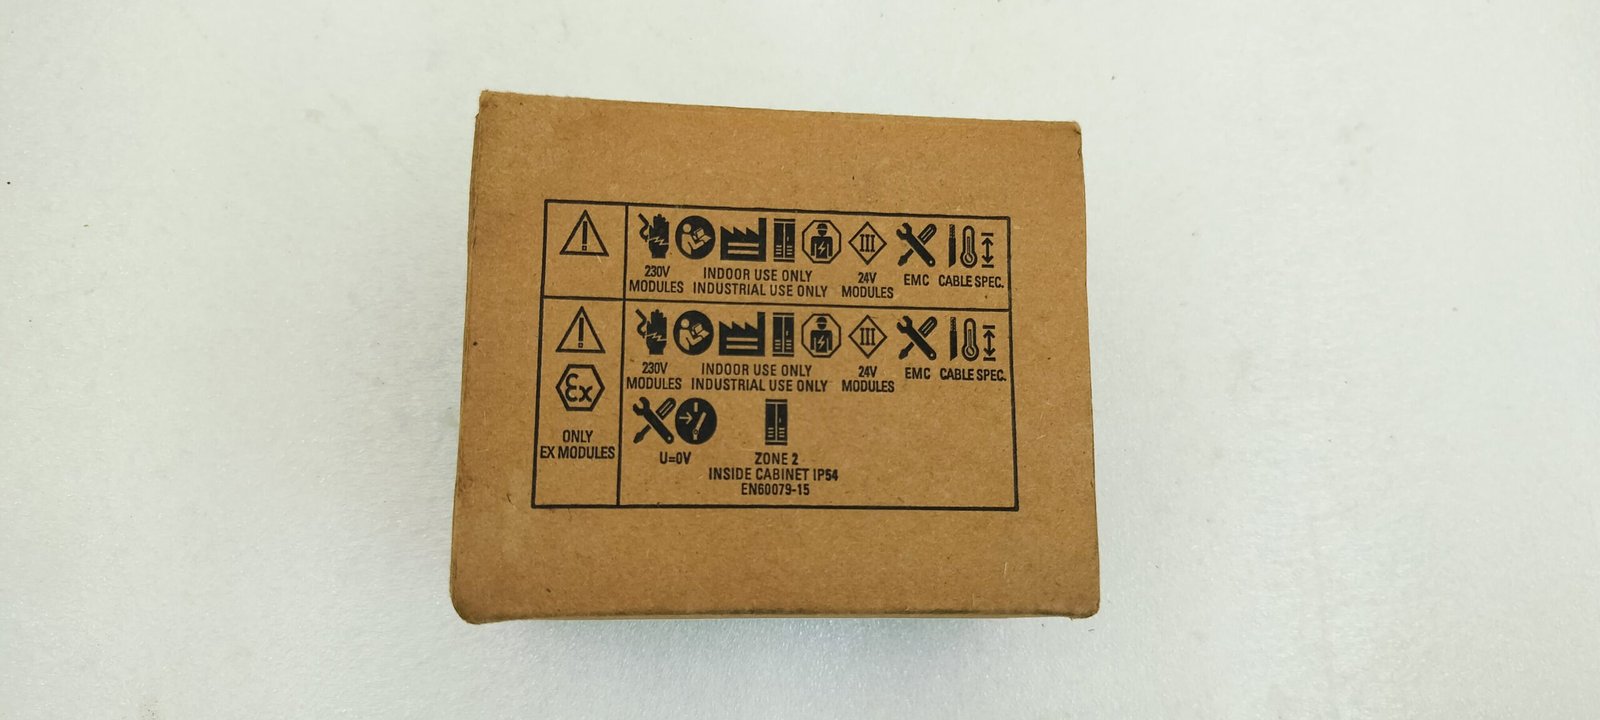 230V
MODULES
INDOOR USE ONLY
INDUSTRIAL USE ONLY
III
24V
MODULES
EMC
CABLE SPEC.
230V
MODULES
INDOOR USE ONLY
INDUSTRIAL USE ONLY
III
24V
MODULES
EMC
CABLE SPEC.
Ex
ONLY
EX MODULES
U=0V
ZONE 2
INSIDE CABINET IP54
EN60079-15